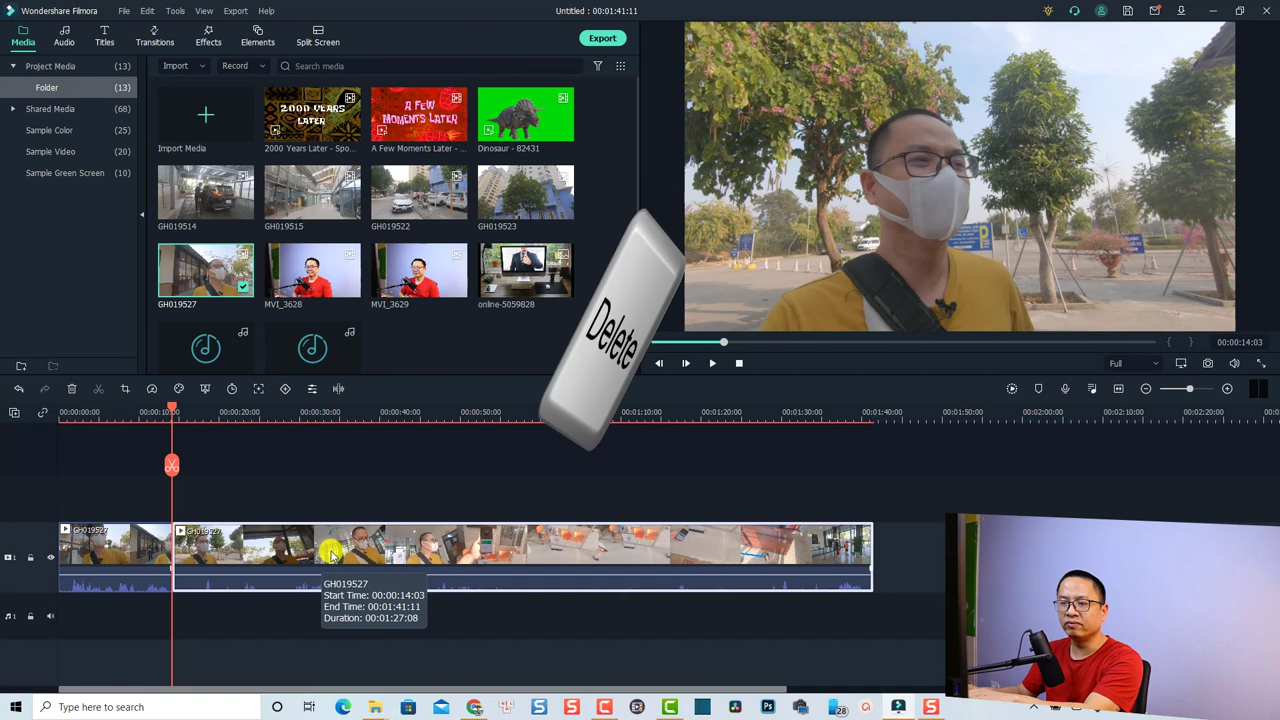 Wondershare Filmora File Edit Tools View Export Help Untitled : 00:01:41:11
Media Audio Titles Transitions Effects Elements Split Screen Export
Project Media (13)
Folder (13)
Shared Media (68)
Sample Color (25)
Sample Video (20)
Sample Green Screen (10)
Import Record Search media
2000 YEARS
LATER
A FEW
MOMENTS LATER
Import Media 2000 Years Later - Spo... A Few Moments Later - ... Dinosaur - 82431
GH019514 GH019515 GH019522 GH019523
GH019527 MVI_3628 MVI_3629 online-5059828
P
Delete
00:00:14:03
Full
00:00:00:00 00:00:10:00 00:00:20:00 00:00:30:00 00:00:40:00 00:00:50:00 00:01:10:00 00:01:20:00 00:01:30:00 00:01:40:00 00:01:50:00 00:02:00:00 00:02:10:00 00:02:20:00
GH019527 GH019527
1
GH019527
Start Time: 00:00:14:03
End Time: 00:01:41:11
Duration: 00:01:27:08
1
Type here to search
28